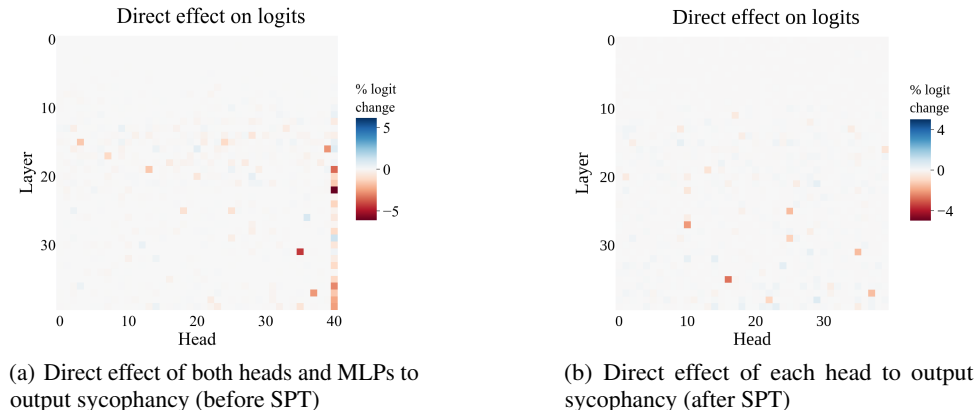 Direct effect on logits
0
10
20
30
Layer
0
10
20
30
40
Head
% logit
change
5
0
−5
(a) Direct effect of both heads and MLPs to
output sycophancy (before SPT)
Direct effect on logits
0
10
20
30
Layer
0
10
20
30
Head
% logit
change
4
0
−4
(b) Direct effect of each head to output
sycophancy (after SPT)